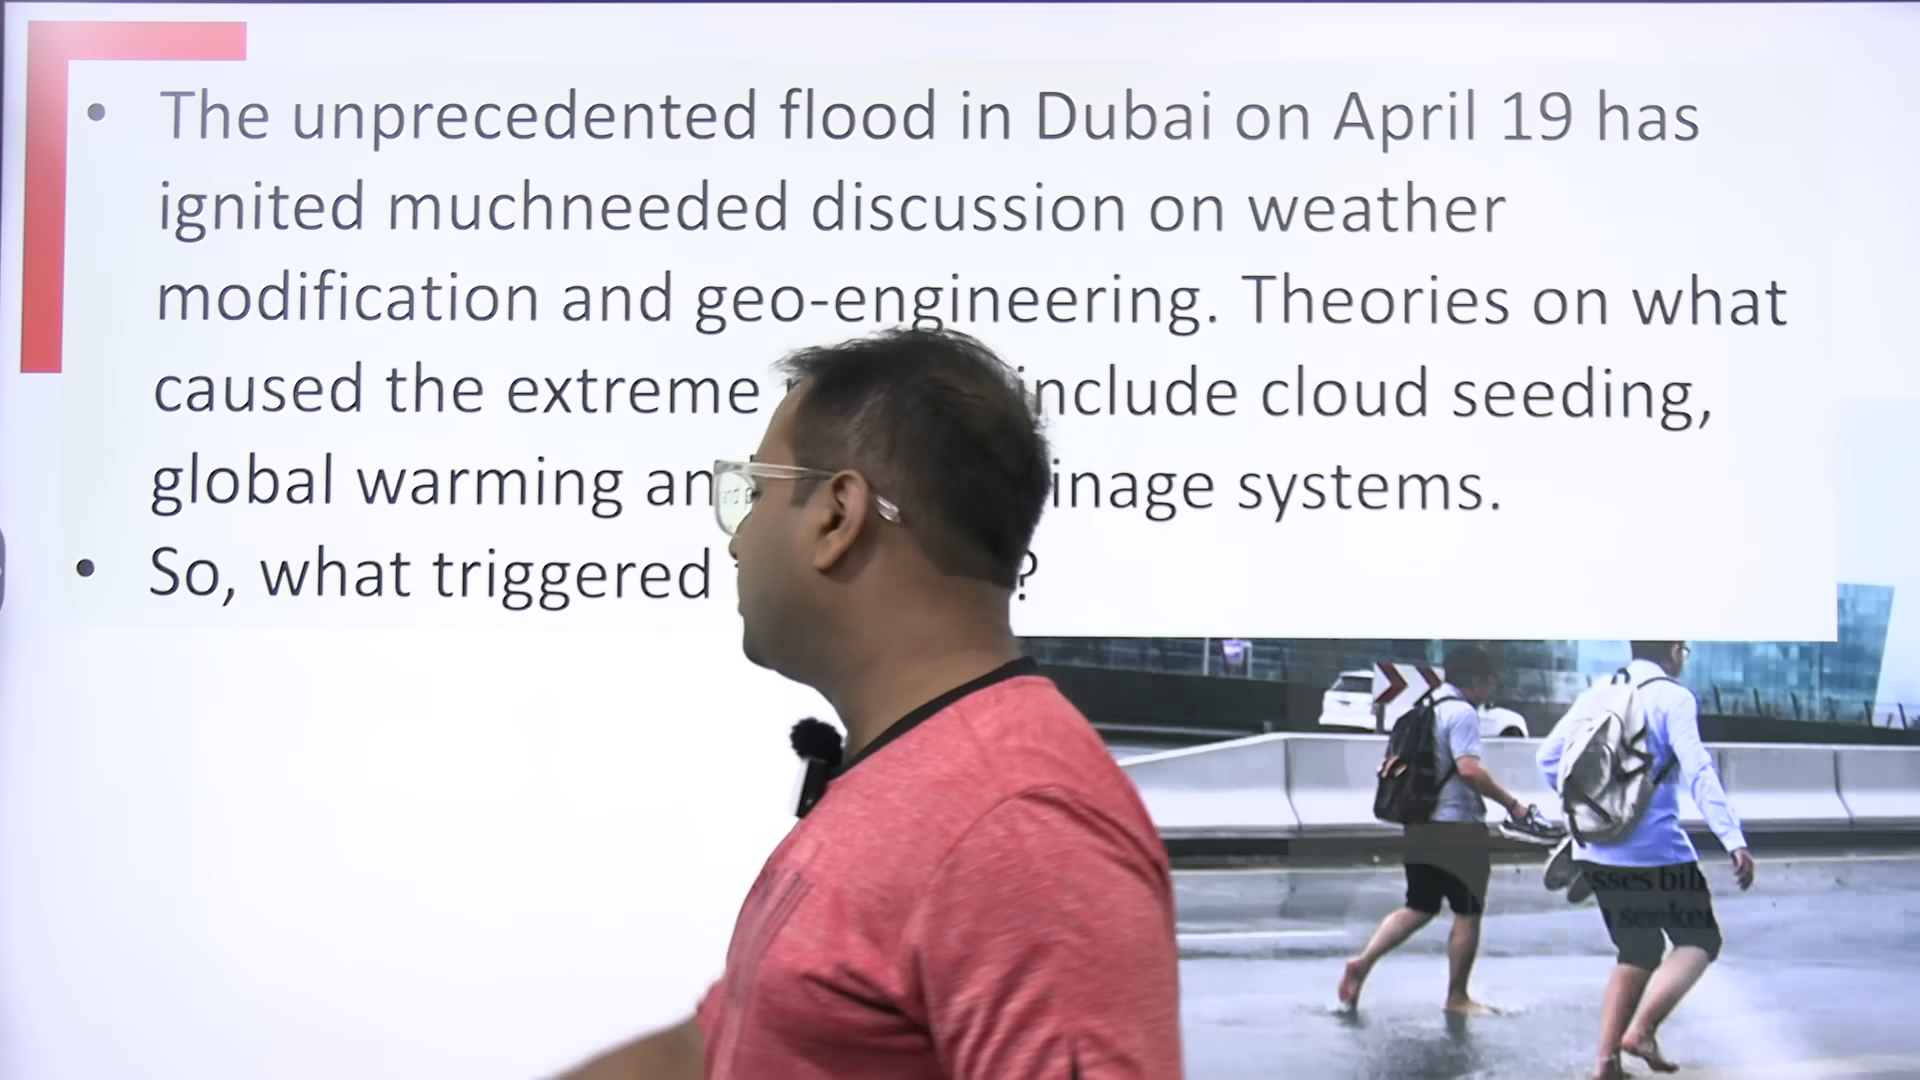 • The unprecedented flood in Dubai on April 19 has
ignited muchneeded discussion on weather
modification and geo-engineering. Theories on what
caused the extreme include cloud seeding,
global warming systems.
• So, what triggered ?